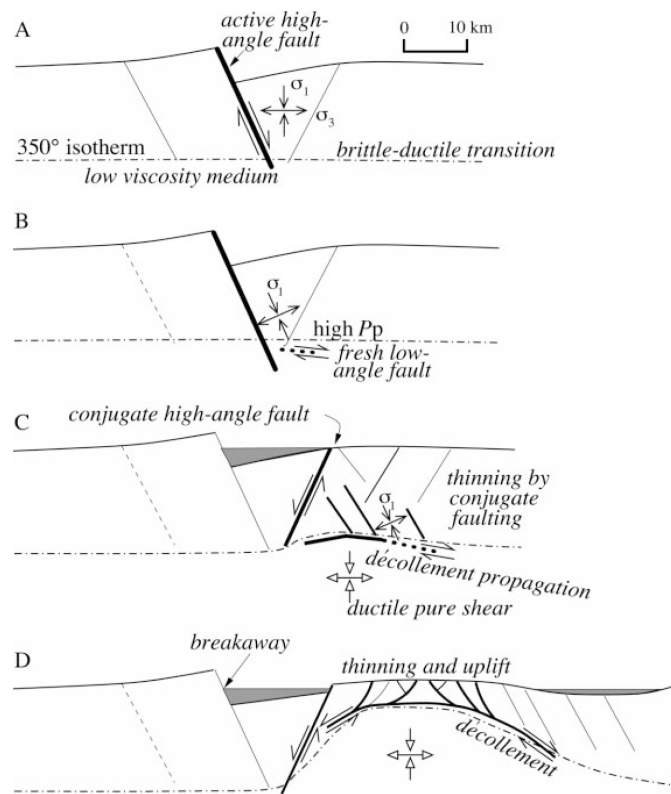 A
active high-
angle fault
0 10 km
σ1
σ3
350° isotherm
brittle-ductile transition
low viscosity medium
B
σ1
high Pp
fresh low-
angle fault
conjugate high-angle fault
C
thinning by
conjugate
faulting
σ1
décollement propagation
ductile pure shear
breakaway
D
thinning and uplift
décollement